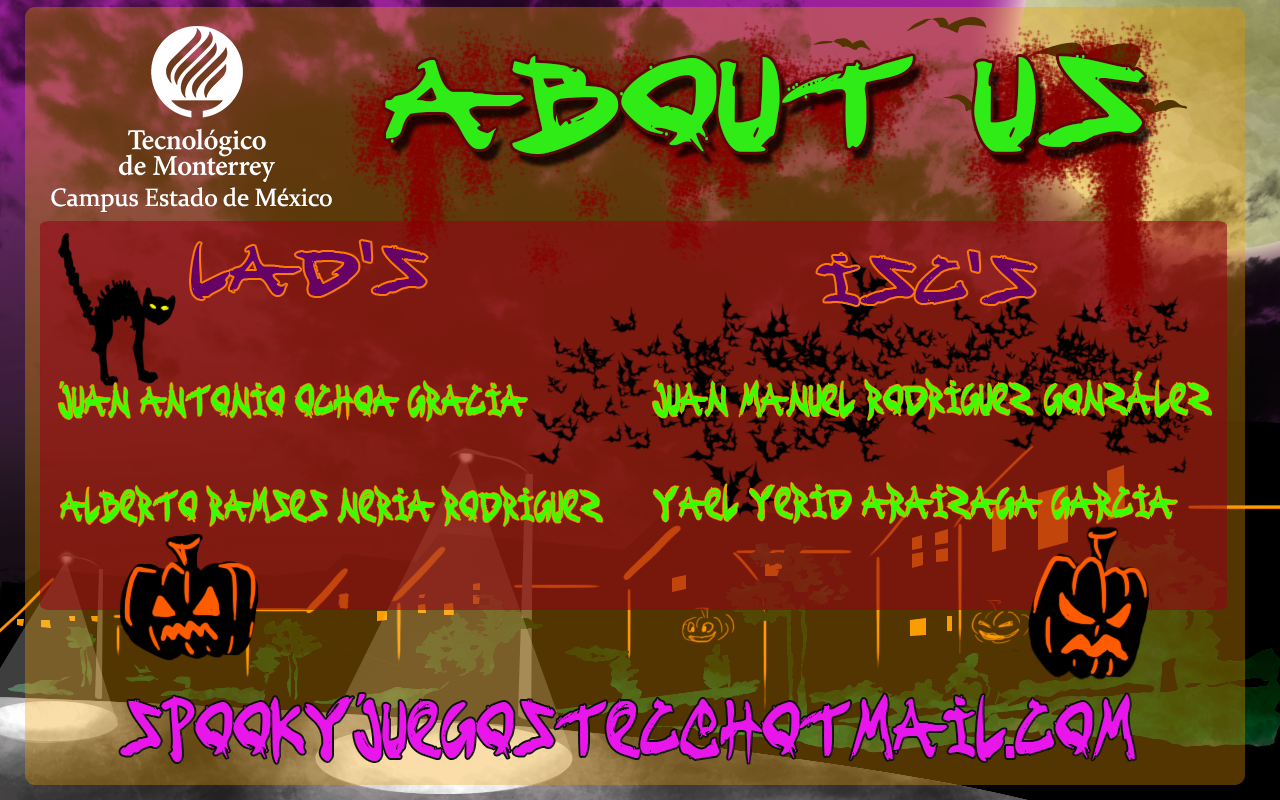 Tecnológico
de Monterrey
Campus Estado de México
ABOUT US
LAD'S
ISC'S
JUAN ANTONIO OCHOA GRACIA
JUAN MANUEL RODRIGUEZ GONZÁLEZ
ALBERTO RAMSES NERIA RODRIGUEZ
YAEL YERID ARAIZAGA GARCIA
SPOOKYJUEGOSTEC@HOTMAIL.COM